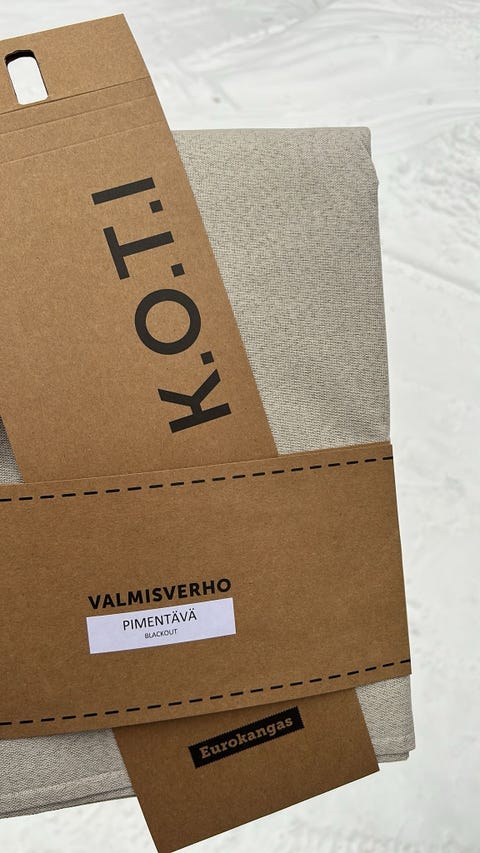 K.O.T.I
VALMISVERHO
PIMENTÄVÄ
BLACKOUT
Eurokangas